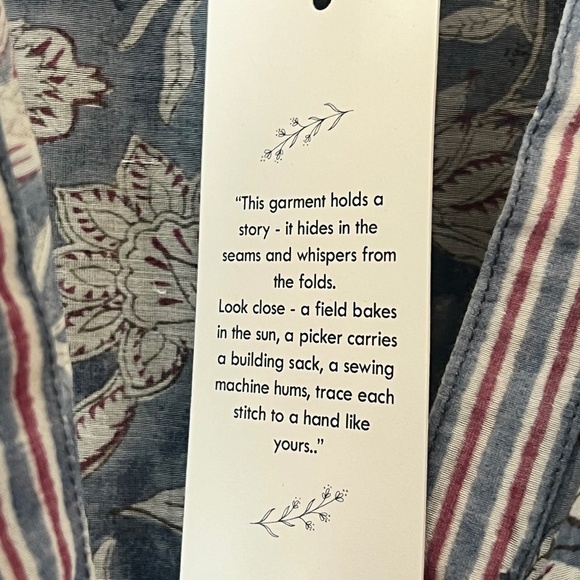 “This garment holds a
story - it hides in the
seams and whispers from
the folds.
Look close - a field bakes
in the sun, a picker carries
a building sack, a sewing
machine hums, trace each
stitch to a hand like
yours..”